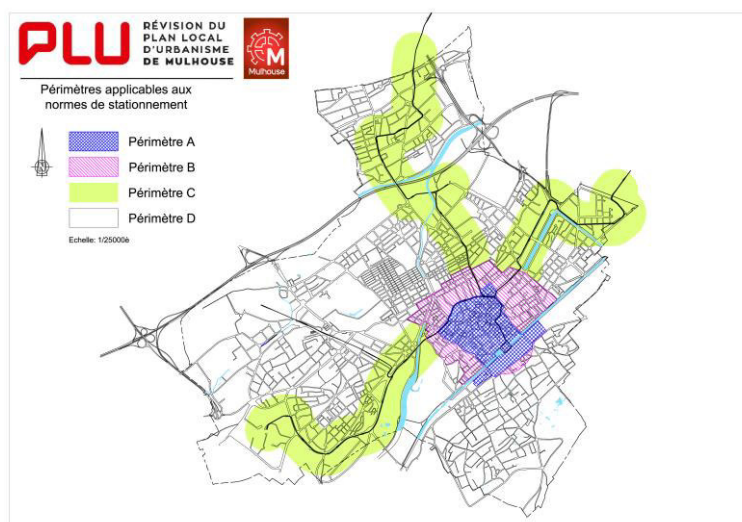 PLU
RÉVISION DU
PLAN LOCAL
D'URBANISME
DE MULHOUSE
M
Mulhouse
Périmètres applicables aux
normes de stationnement
Périmètre A
Périmètre B
Périmètre C
Périmètre D
Echelle: 1/25000è